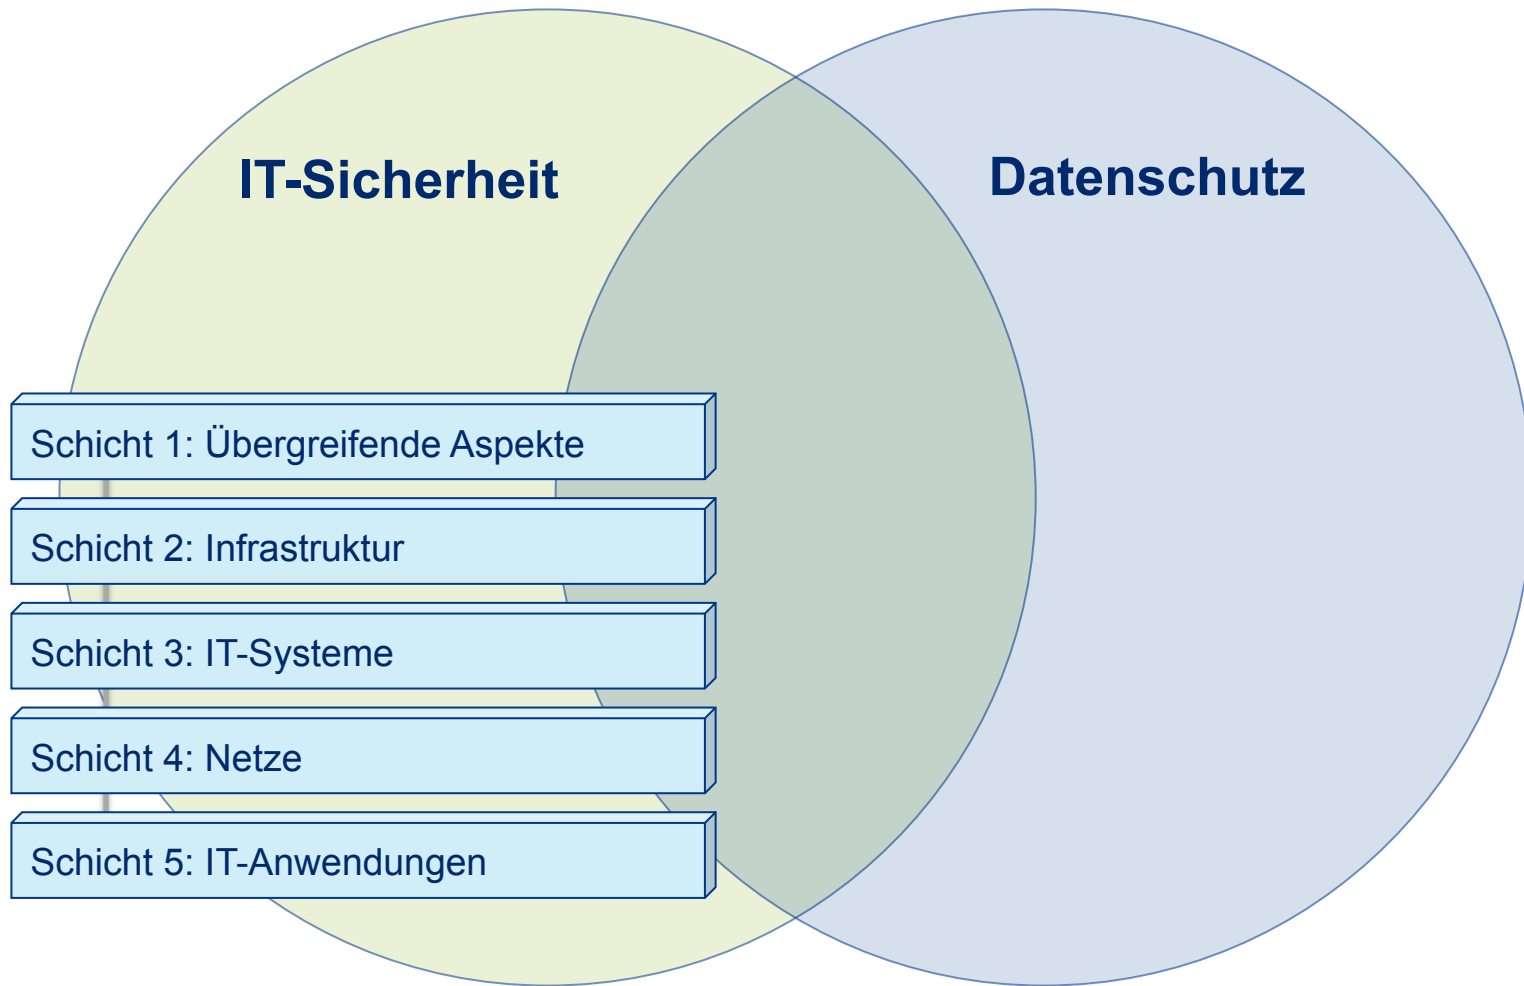 IT-Sicherheit
Datenschutz
Schicht 1: Übergreifende Aspekte
Schicht 2: Infrastruktur
Schicht 3: IT-Systeme
Schicht 4: Netze
Schicht 5: IT-Anwendungen